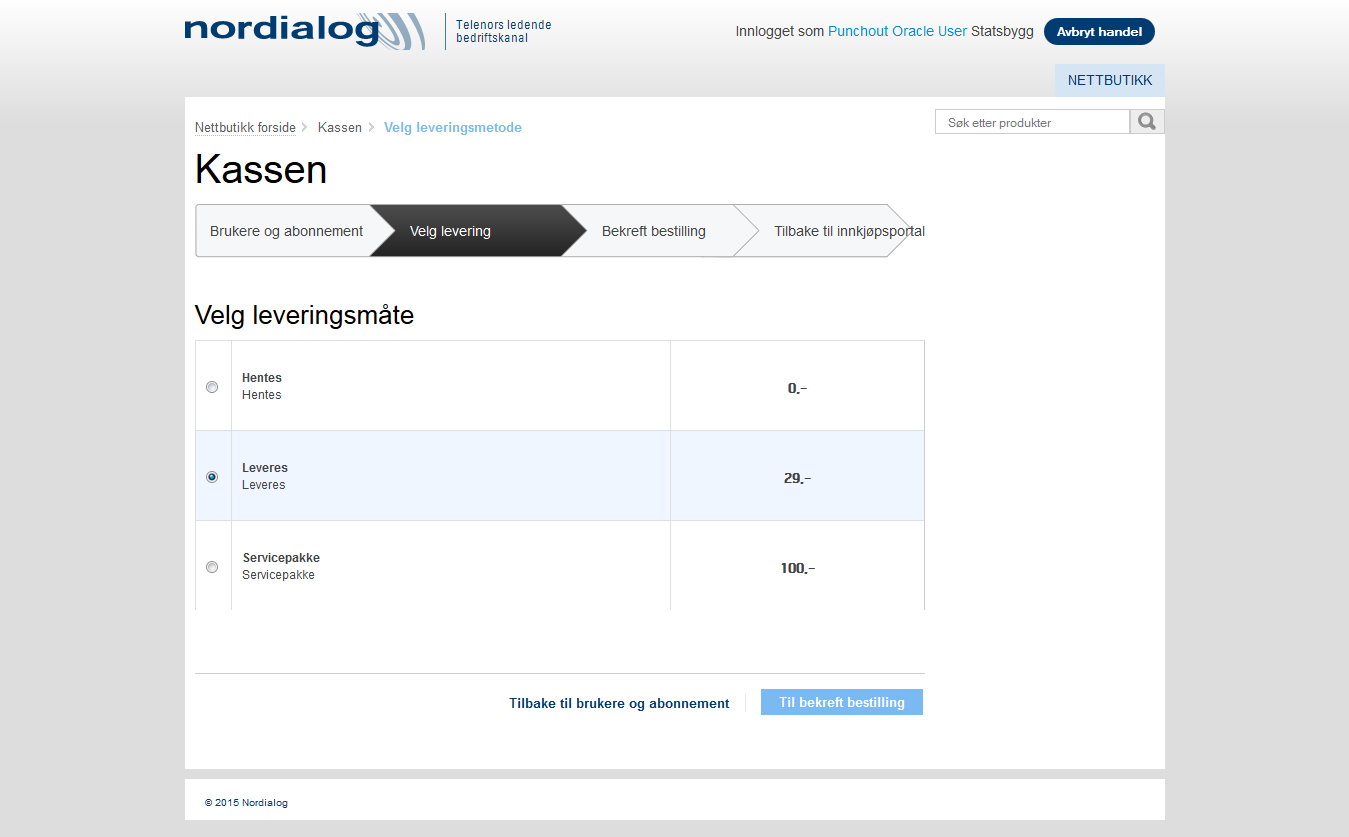 nordialog
Telenors ledende
bedriftskanal
Innlogget som Punchout Oracle User Statsbygg
Avbryt handel
NETTBUTIKK
Nettbutikk forside
Kassen
Velg leveringsmetode
Søk etter produkter
Kassen
Brukere og abonnement
Velg levering
Bekreft bestilling
Tilbake til innkjøpsportal
Velg leveringsmåte
Hentes
Hentes
0,-
Leveres
Leveres
29,-
Servicepakke
Servicepakke
100,-
Tilbake til brukere og abonnement
Til bekreft bestilling
© 2015 Nordialog